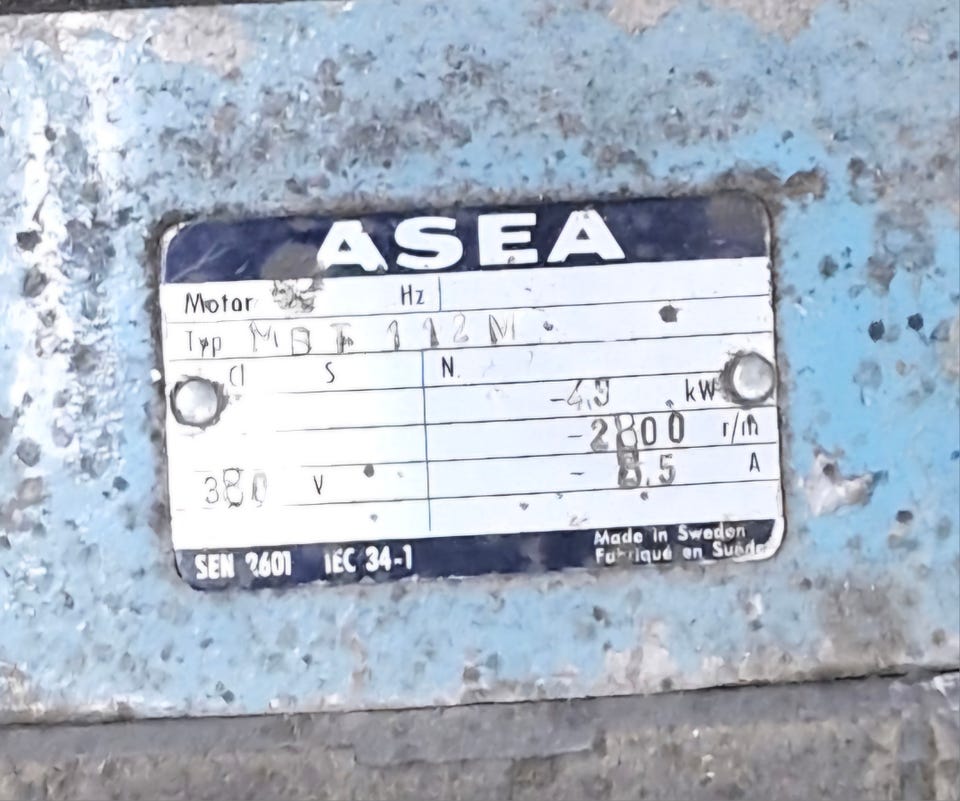 ASEA
Motor Hz
Typ MBT 112M
Cl S N
-4,9 kW
-2800 r/m
380 V - 8.5 A
SEN 2601 IEC 34-1
Made in Sweden
Fabriqué en Suède